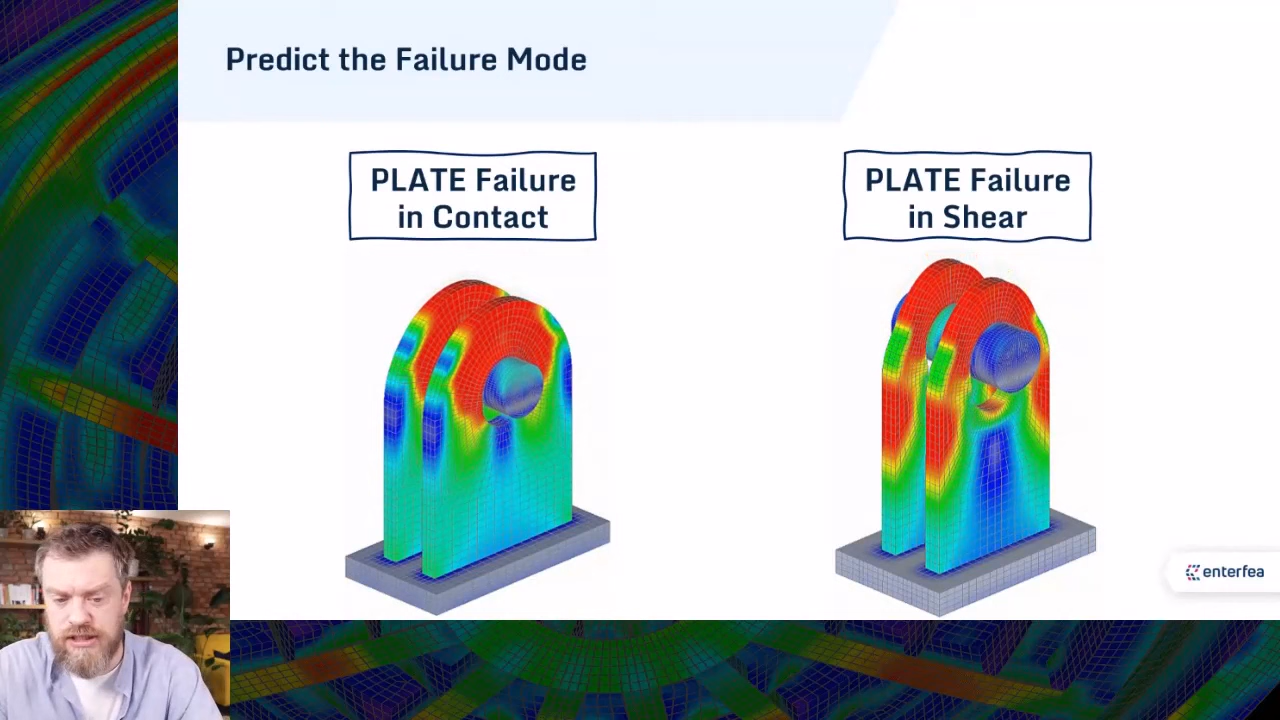 Predict the Failure Mode
PLATE Failure
in Contact
PLATE Failure
in Shear
enterfea